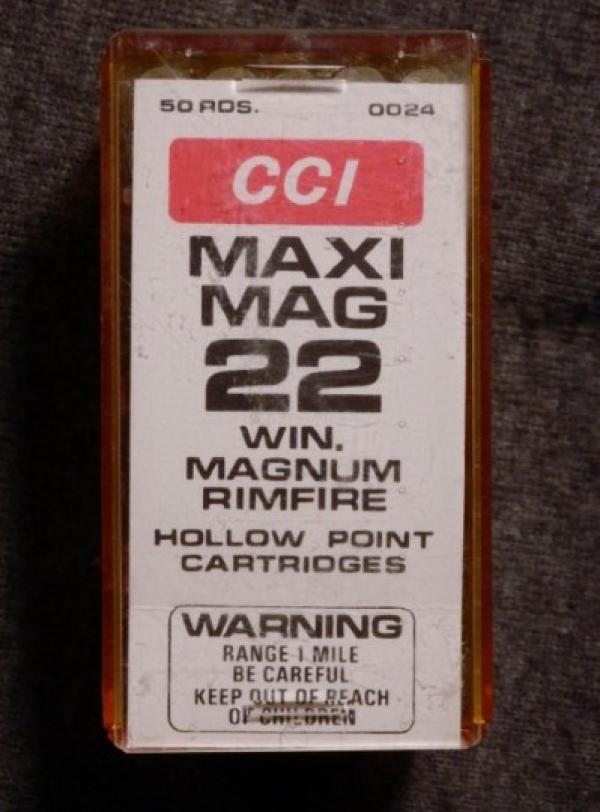 50 RDS. 0024
CCI
MAXI
MAG
22
WIN.
MAGNUM
RIMFIRE
HOLLOW POINT
CARTRIDGES
WARNING
RANGE 1 MILE
BE CAREFUL
KEEP OUT OF REACH
OF CHILDREN